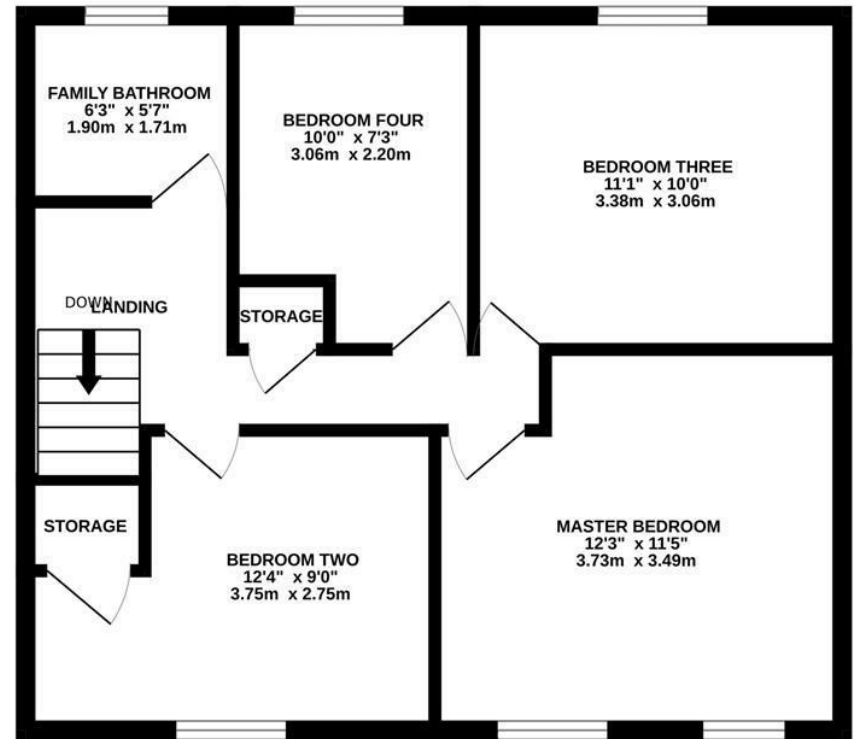 FAMILY BATHROOM
6'3" x 5'7"
1.90m x 1.71m
BEDROOM FOUR
10'0" x 7'3"
3.06m x 2.20m
BEDROOM THREE
11'1" x 10'0"
3.38m x 3.06m
DOWN
LANDING
STORAGE
STORAGE
BEDROOM TWO
12'4" x 9'0"
3.75m x 2.75m
MASTER BEDROOM
12'3" x 11'5"
3.73m x 3.49m